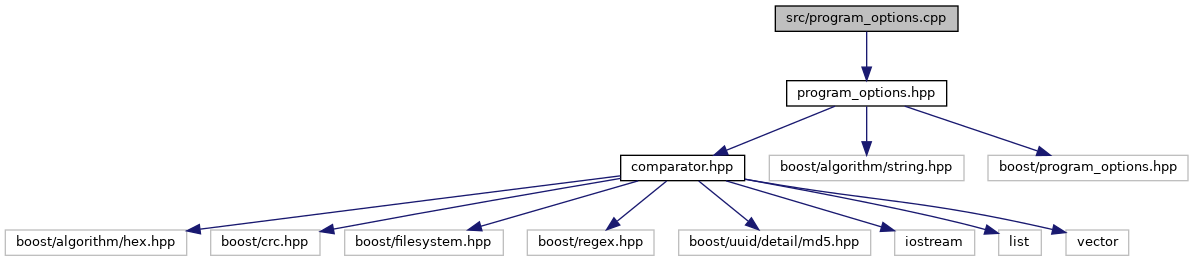 src/program_options.cpp
program_options.hpp
comparator.hpp
boost/algorithm/string.hpp
boost/program_options.hpp
boost/algorithm/hex.hpp
boost/crc.hpp
boost/filesystem.hpp
boost/regex.hpp
boost/uuid/detail/md5.hpp
iostream
list
vector